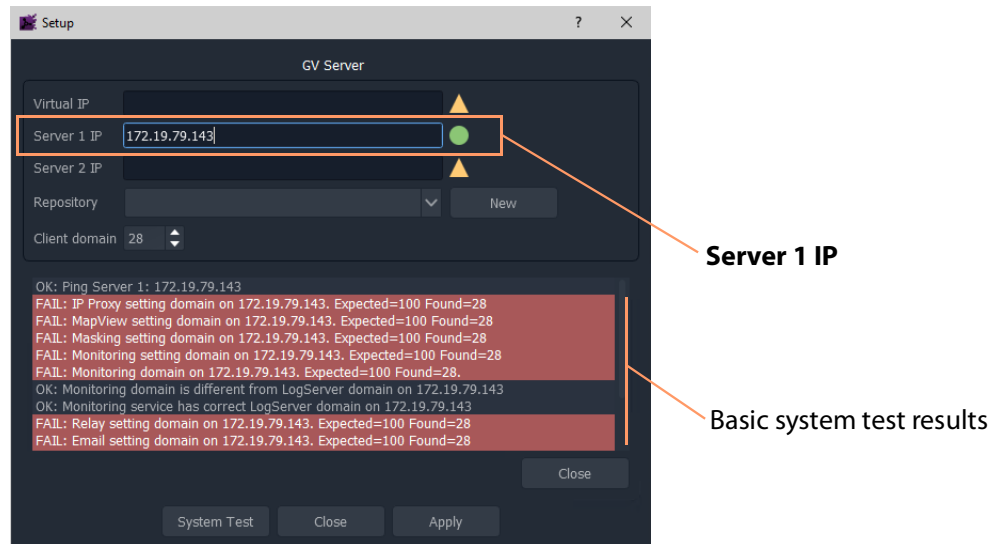 Setup
?
GV Server
Virtual IP
Server 1 IP 172.19.79.143
Server 2 IP
Repository New
Client domain 28
Server 1 IP
OK: Ping Server 1: 172.19.79.143
FAIL: IP Proxy setting domain on 172.19.79.143. Expected=100 Found=28
FAIL: MapView setting domain on 172.19.79.143. Expected=100 Found=28
FAIL: Masking setting domain on 172.19.79.143. Expected=100 Found=28
FAIL: Monitoring setting domain on 172.19.79.143. Expected=100 Found=28
FAIL: Monitoring domain on 172.19.79.143. Expected=100 Found=28.
OK: Monitoring domain is different from LogServer domain on 172.19.79.143
OK: Monitoring service has correct LogServer domain on 172.19.79.143
FAIL: Relay setting domain on 172.19.79.143. Expected=100 Found=28
FAIL: Email setting domain on 172.19.79.143. Expected=100 Found=28
Basic system test results
Close
System Test Close Apply